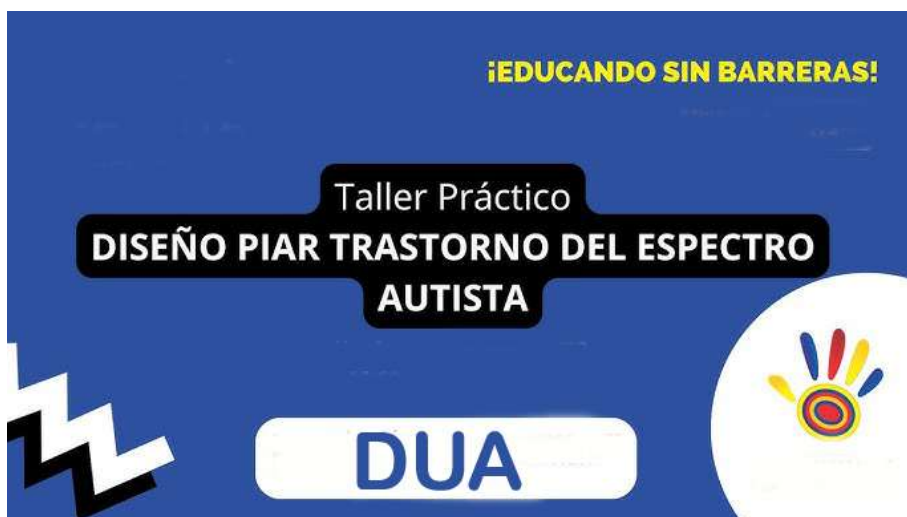 ¡EDUCANDO SIN BARRERAS!
Taller Práctico
DISEÑO PIAR TRASTORNO DEL ESPECTRO
AUTISTA
DUA